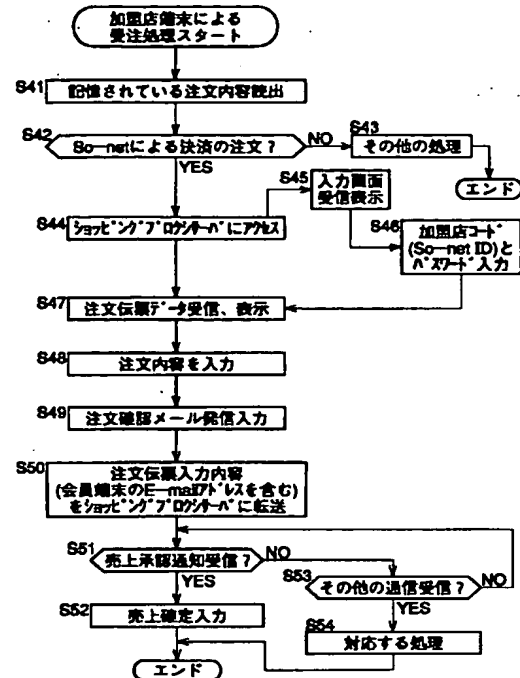 加盟店端末による
受注処理スタート
S41
記憶されている注文内容読出
S42
So—netによる決済の注文?
NO
S43
その他の処理
エンド
YES
S44
ショッピングプロクシサーバにアクセス
S45
入力画面
受信表示
S46
加盟店コード
(So—net ID)と
パスワード入力
S47
注文伝票データ受信、表示
S48
注文内容を入力
S49
注文確認メール発信入力
S50
注文伝票入力内容
(会員端末のE—mailアドレスを含む)
をショッピングプロクシサーバに転送
S51
売上承認通知受信?
NO
YES
S53
その他の通信受信?
NO
YES
S52
売上確定入力
S54
対応する処理
エンド